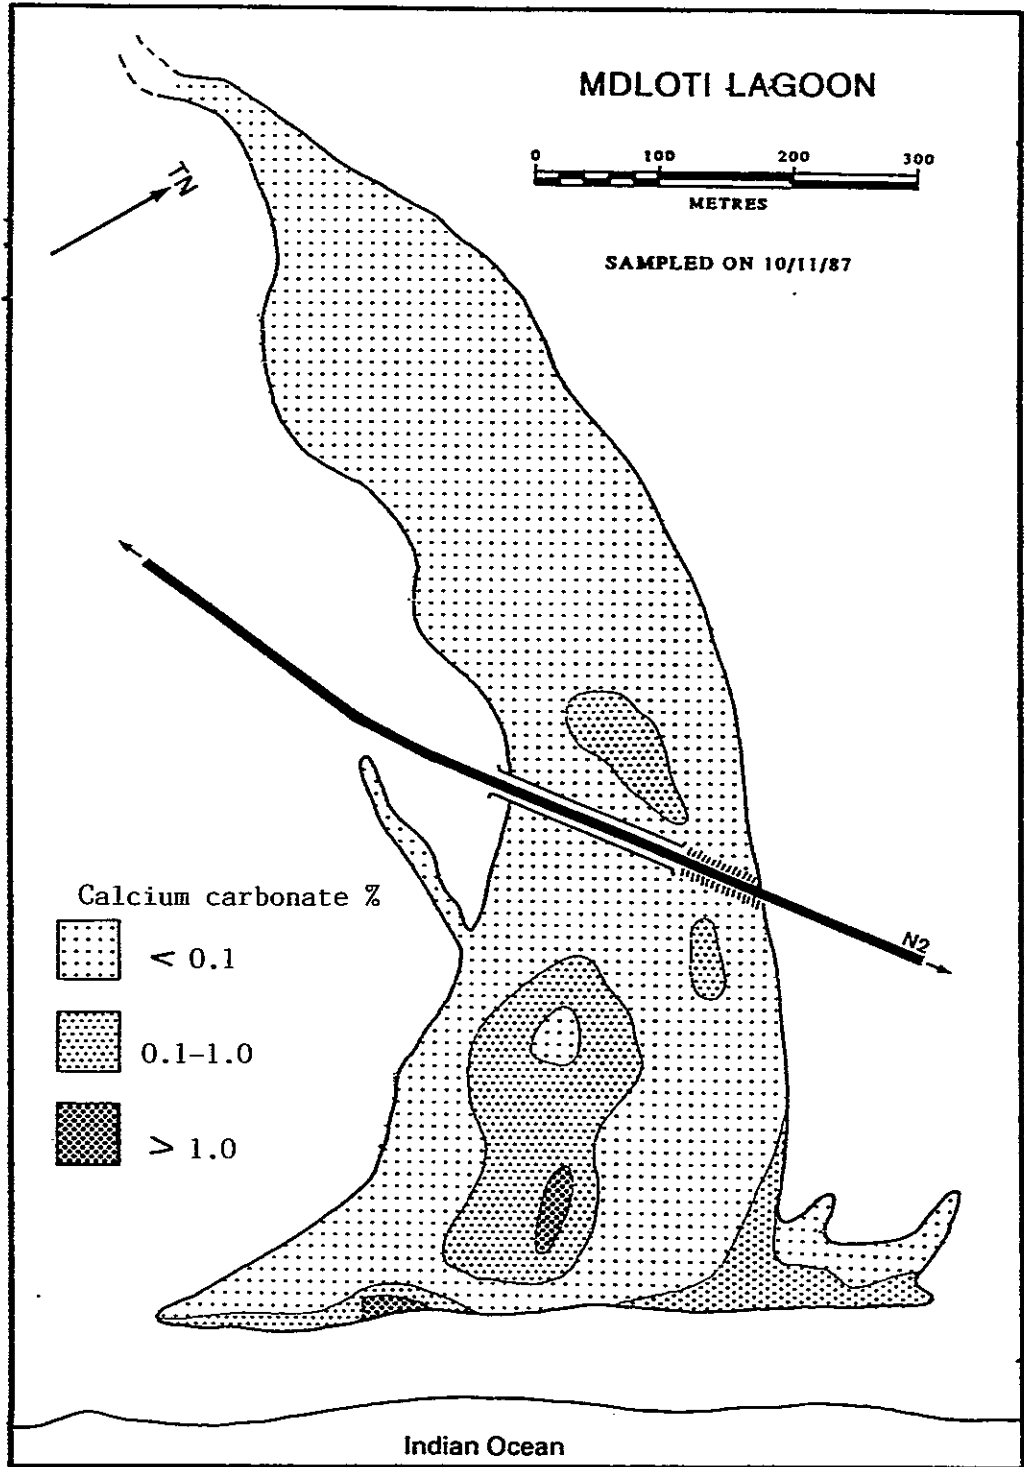 MDLOTI LAGOON
0 100 200 300
METRES
TN
SAMPLED ON 10/11/87
Calcium carbonate %
< 0.1
0.1–1.0
> 1.0
N2
Indian Ocean